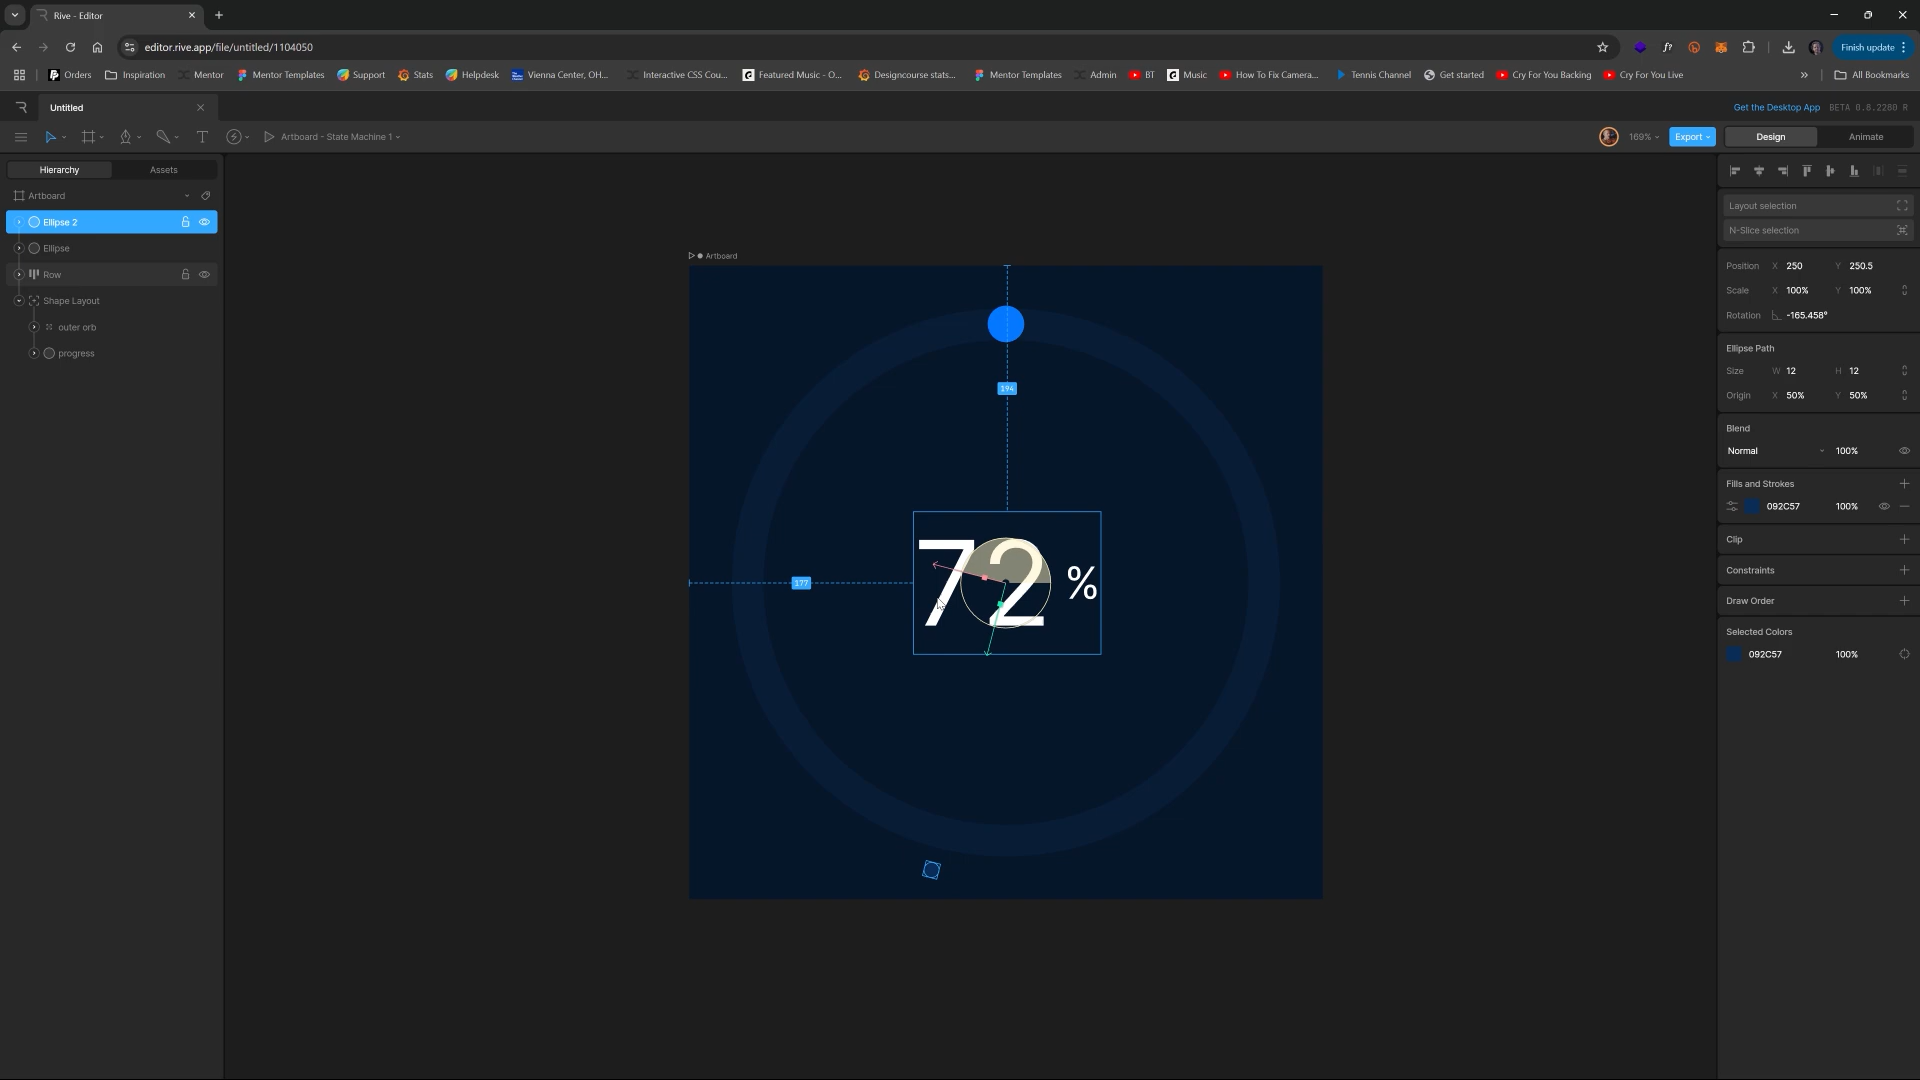 Rive - Editor
editor.rive.app/file/untitled/1104050
Finish update
Orders
Inspiration
Mentor
Mentor Templates
Support
Stats
Helpdesk
Vienna Center, OH...
Interactive CSS Cou...
Featured Music - O...
Designcourse stats...
Mentor Templates
Admin
BT
Music
How To Fix Camera...
Tennis Channel
Get started
Cry For You Backing
Cry For You Live
All Bookmarks
Untitled
Get the Desktop App
BETA 0.8.2280 R
Artboard - State Machine 1
169%
Export
Design
Animate
Hierarchy
Assets
Artboard
Ellipse 2
Ellipse
Row
Shape Layout
outer orb
progress
Artboard
194
177
72 %
Layout selection
N-Slice selection
Position X 250 Y 250.5
Scale X 100% Y 100%
Rotation -165.458°
Ellipse Path
Size W 12 H 12
Origin X 50% Y 50%
Blend
Normal 100%
Fills and Strokes
092C57 100%
Clip
Constraints
Draw Order
Selected Colors
092C57 100%